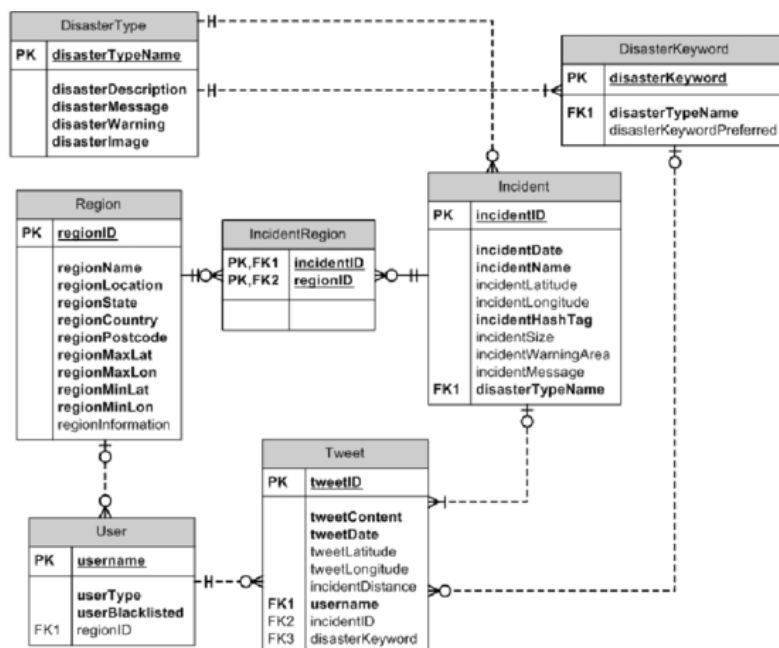 DisasterType
PK disasterTypeName
disasterDescription
disasterMessage
disasterWarning
disasterImage
DisasterKeyword
PK disasterKeyword
FK1 disasterTypeName
disasterKeywordPreferred
Region
PK regionID
regionName
regionLocation
regionState
regionCountry
regionPostcode
regionMaxLat
regionMaxLon
regionMinLat
regionMinLon
regionInformation
IncidentRegion
PK,FK1 incidentID
PK,FK2 regionID
Incident
PK incidentID
incidentDate
incidentName
incidentLatitude
incidentLongitude
incidentHashTag
incidentSize
incidentWarningArea
incidentMessage
FK1 disasterTypeName
Tweet
PK tweetID
tweetContent
tweetDate
tweetLatitude
tweetLongitude
incidentDistance
FK1 username
FK2 incidentID
FK3 disasterKeyword
User
PK username
userType
userBlacklisted
FK1 regionID